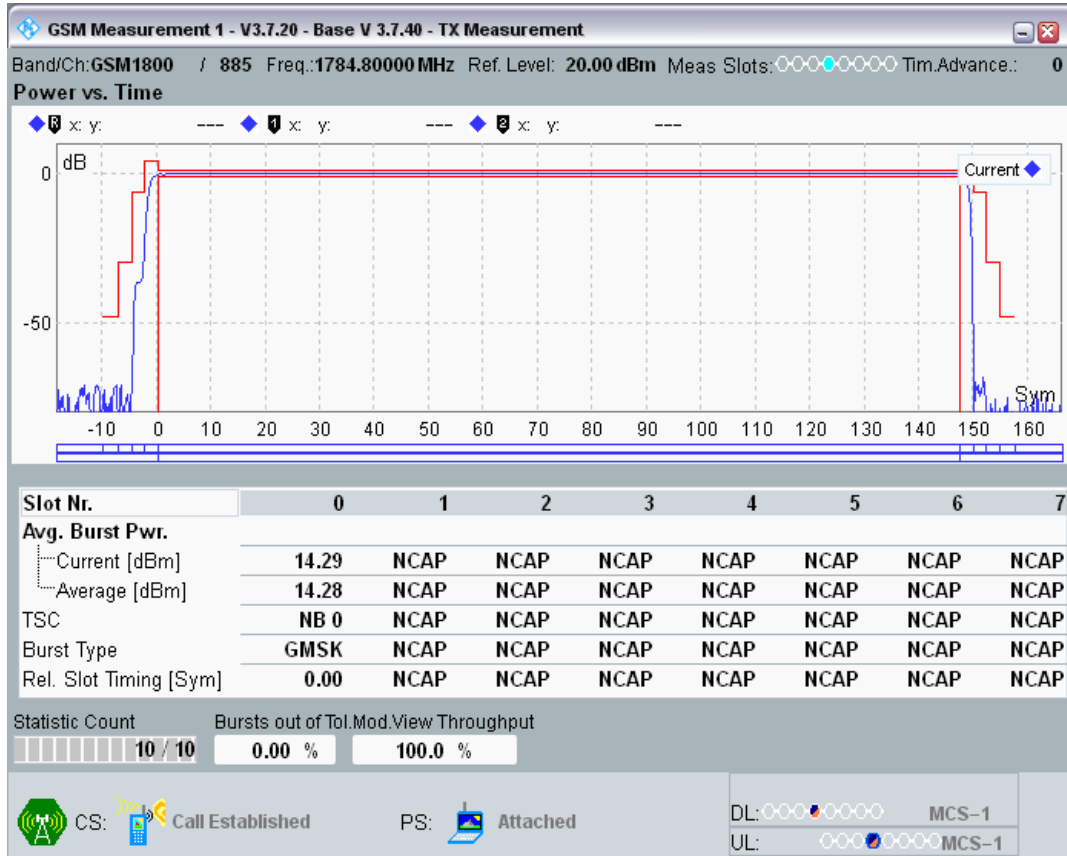 GSM Measurement 1 - V3.7.20 - Base V 3.7.40 - TX Measurement
Band/Ch:GSM1800 / 885 Freq.:1784.80000 MHz Ref. Level: 20.00 dBm Meas Slots: Tim.Advance.: 0
Power vs. Time
R x: y: --- 1 x: y: --- 2 x: y: ---
dB
Current
0
-50
Sym
-10 0 10 20 30 40 50 60 70 80 90 100 110 120 130 140 150 160
Slot Nr. 0 1 2 3 4 5 6 7
Avg. Burst Pwr.
Current [dBm] 14.29 NCAP NCAP NCAP NCAP NCAP NCAP NCAP
Average [dBm] 14.28 NCAP NCAP NCAP NCAP NCAP NCAP NCAP
TSC NB 0 NCAP NCAP NCAP NCAP NCAP NCAP NCAP
Burst Type GMSK NCAP NCAP NCAP NCAP NCAP NCAP NCAP
Rel. Slot Timing [Sym] 0.00 NCAP NCAP NCAP NCAP NCAP NCAP NCAP
Statistic Count Bursts out of Tol.Mod.View Throughput
10 / 10 0.00 % 100.0 %
CS: Call Established PS: Attached DL: MCS-1
UL: MCS-1